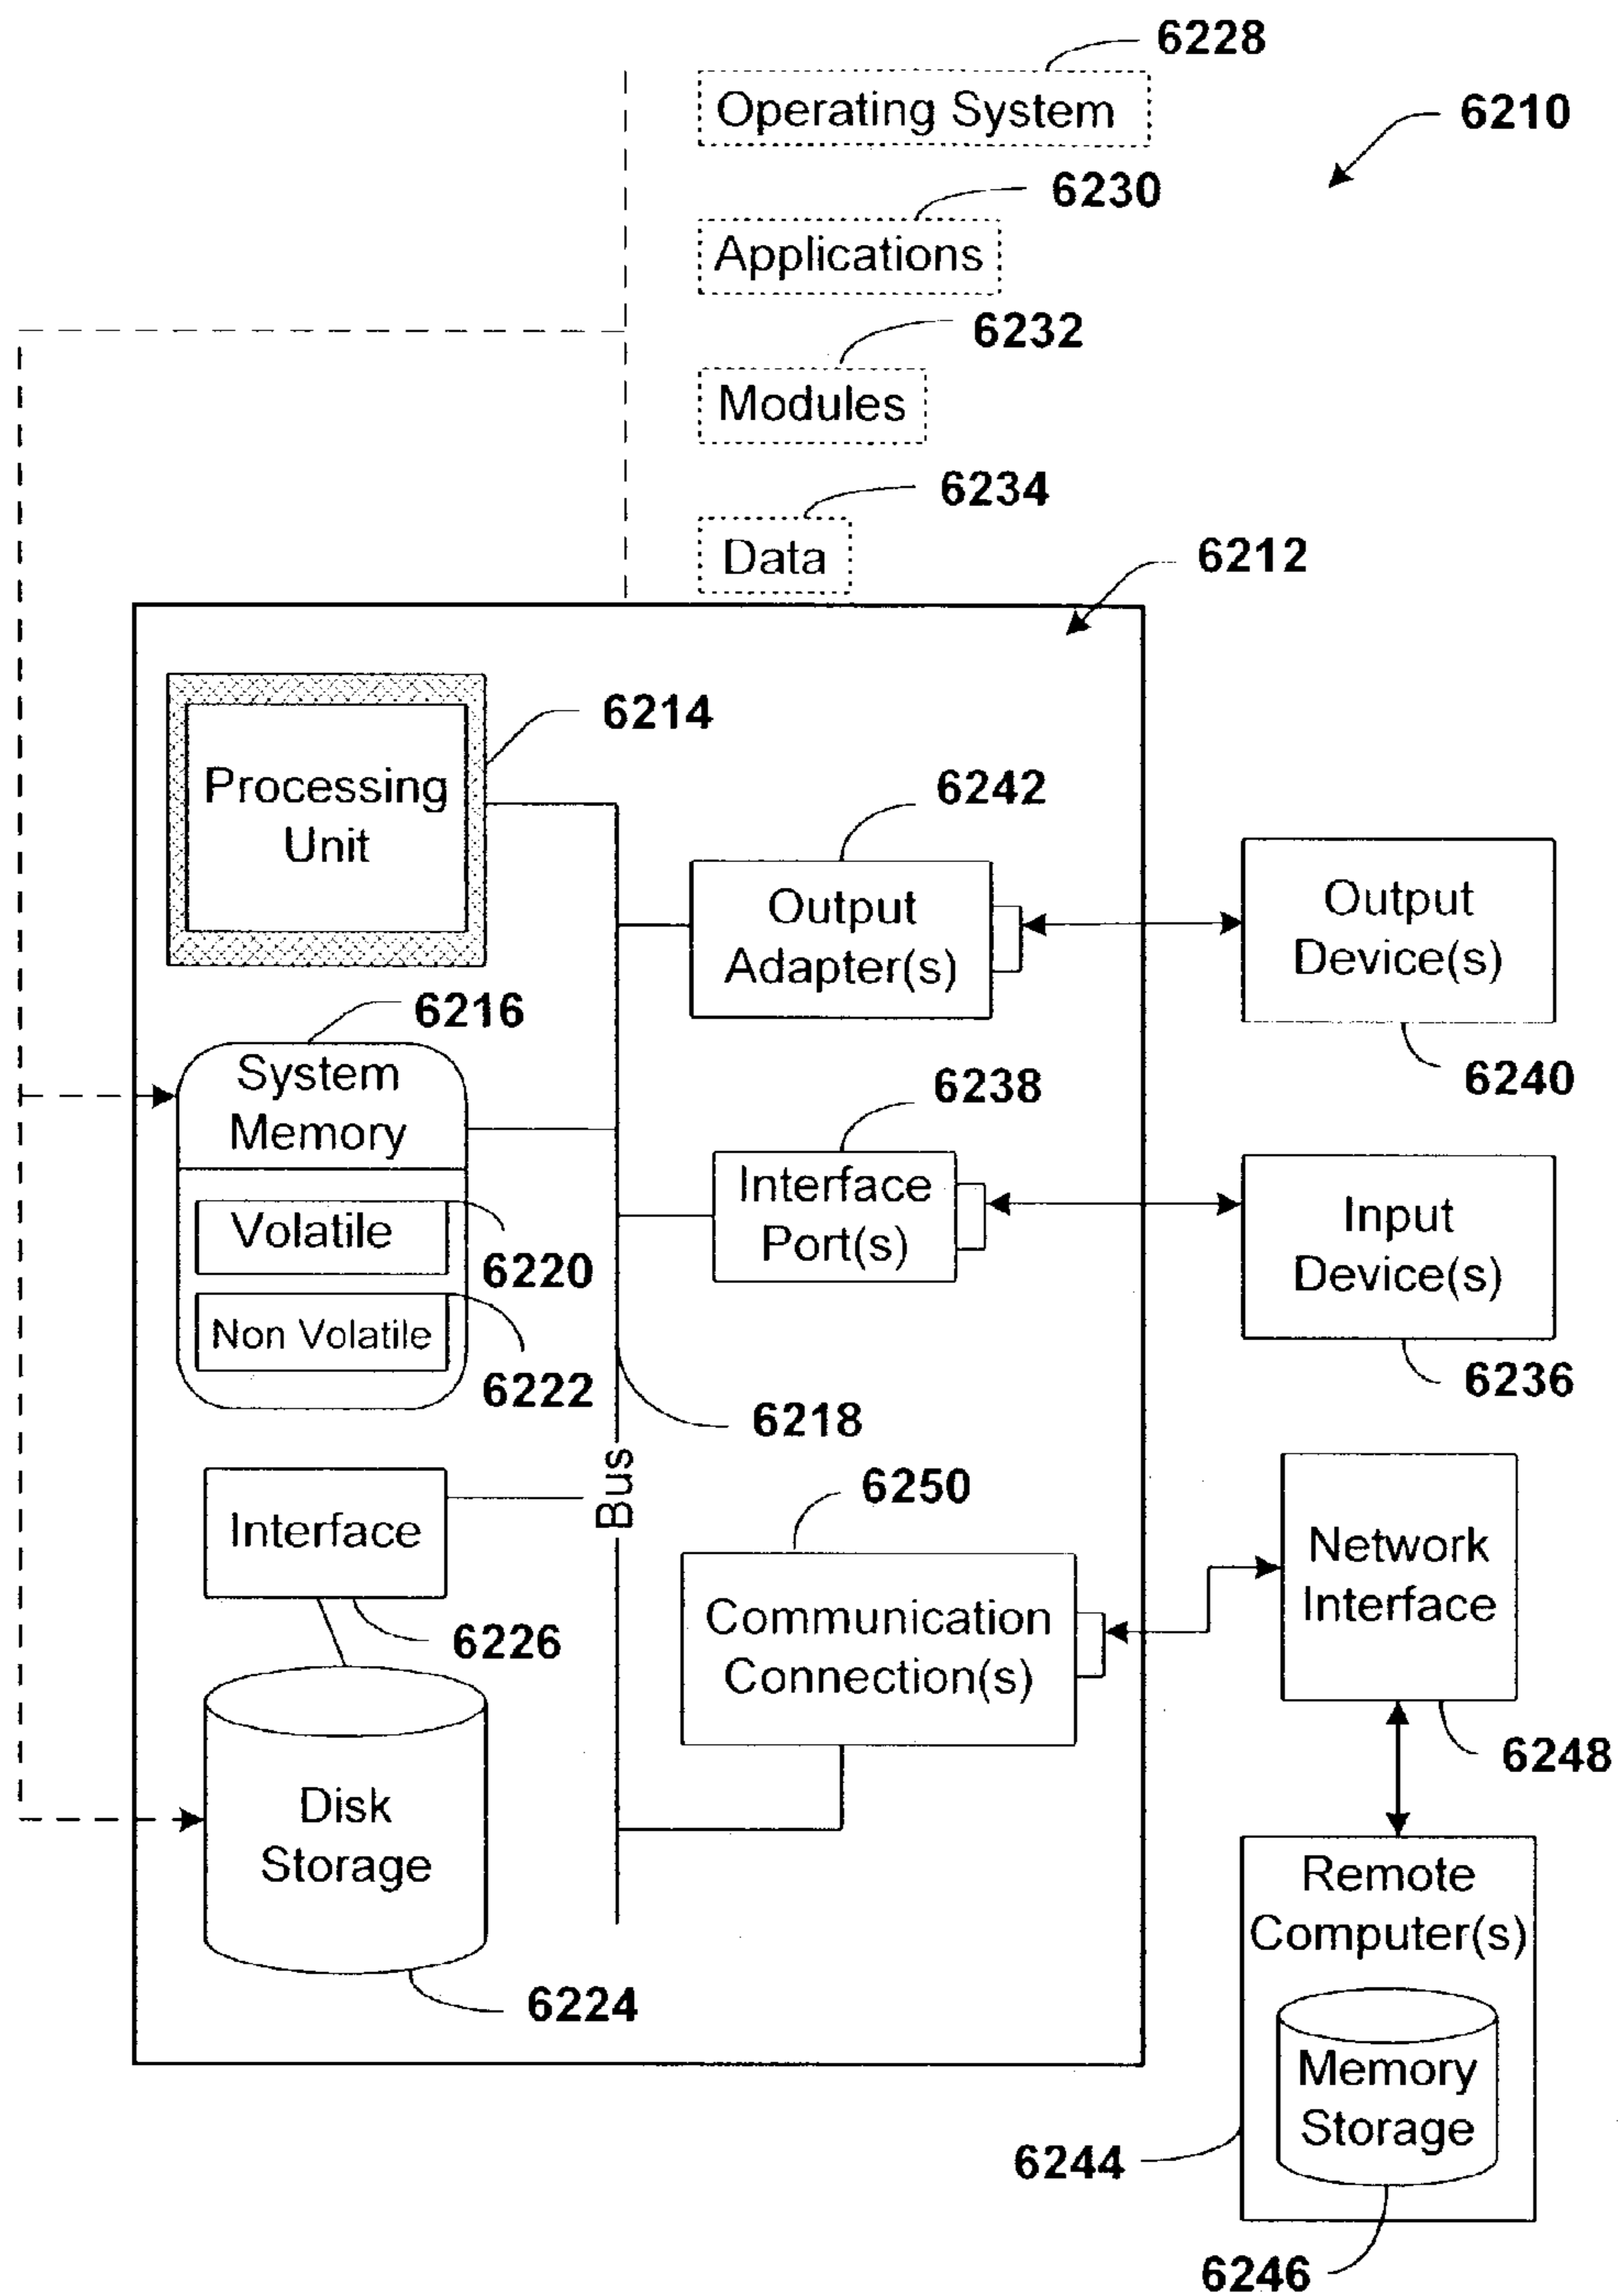 6228
Operating System
6210
6230
Applications
6232
Modules
6234
Data
6212
6214
Processing
Unit
6242
Output
Adapter(s)
Output
Device(s)
6240
6216
System
Memory
6238
Interface
Port(s)
Input
Device(s)
6236
Volatile
6220
Non Volatile
6222
6218
Bus
6250
Interface
6226
Communication
Connection(s)
Network
Interface
6248
Disk
Storage
6224
Remote
Computer(s)
Memory
Storage
6244
6246